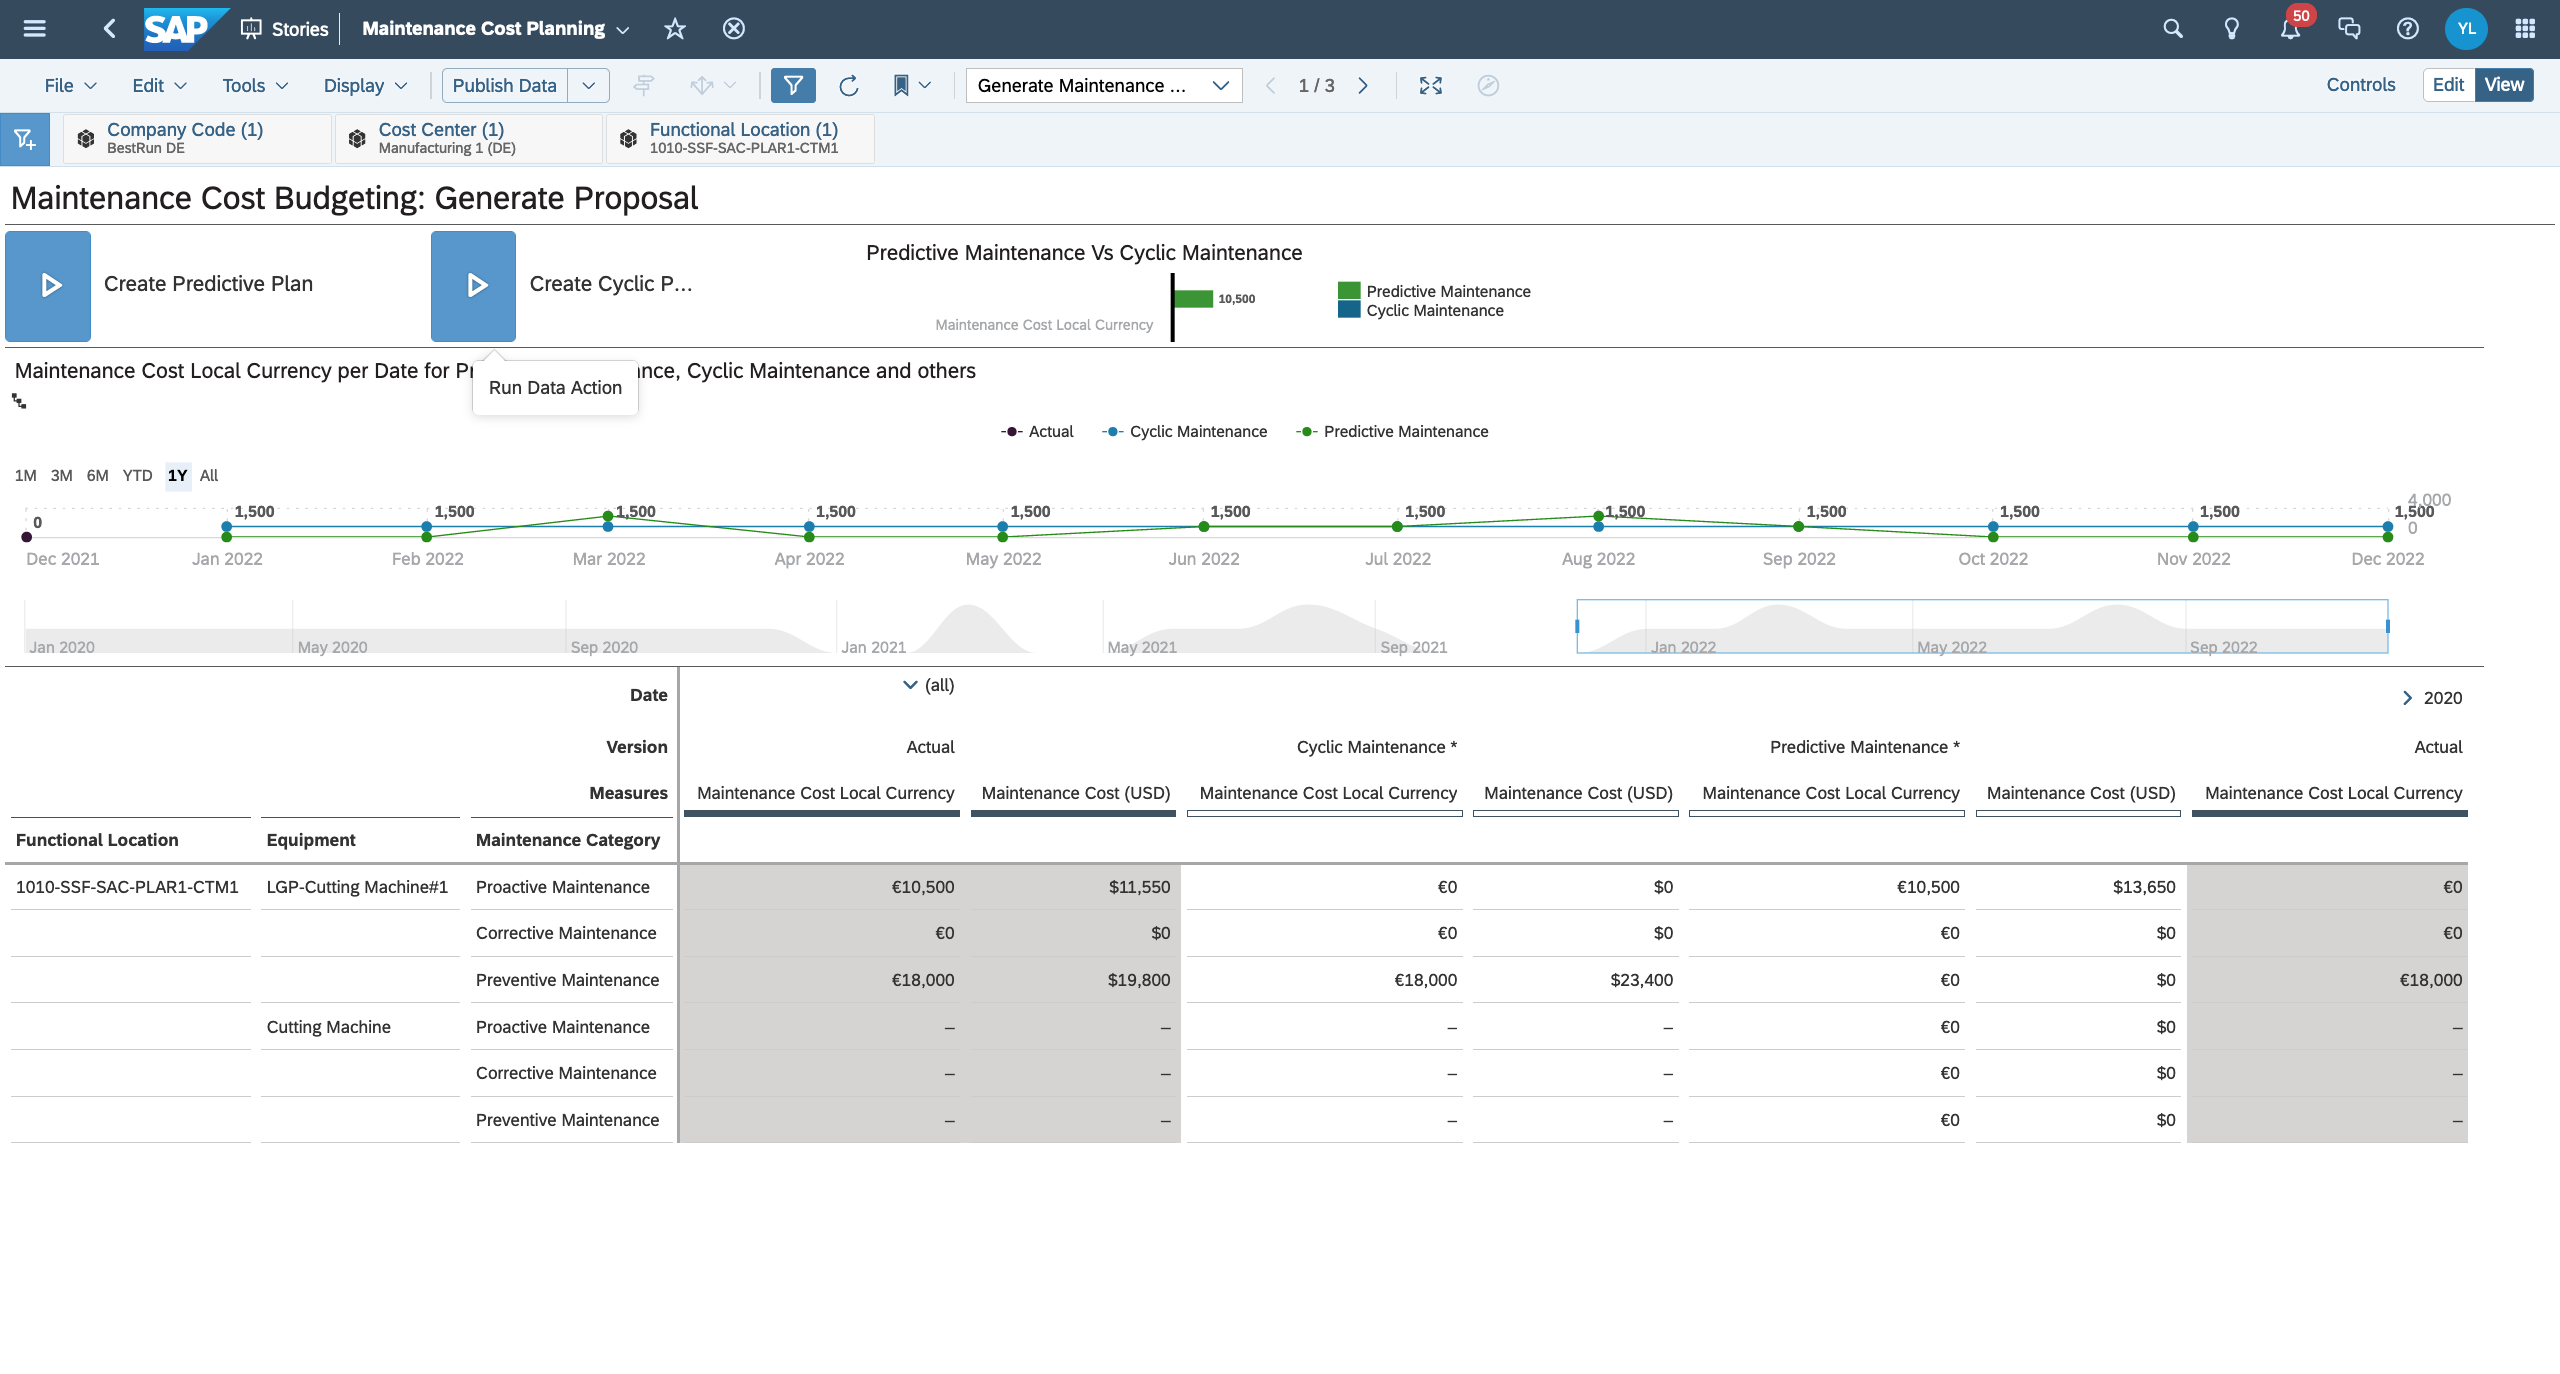 SAP Stories Maintenance Cost Planning 50 YL
File Edit Tools Display Publish Data Generate Maintenance ... 1 / 3 Controls Edit View
Company Code (1) Cost Center (1) Functional Location (1)
BestRun DE Manufacturing 1 (DE) 1010-SSF-SAC-PLAR1-CTM1
Maintenance Cost Budgeting: Generate Proposal
Create Predictive Plan Create Cyclic P...
Predictive Maintenance Vs Cyclic Maintenance
10,500
Maintenance Cost Local Currency
Predictive Maintenance
Cyclic Maintenance
Maintenance Cost Local Currency per Date for Pr nce, Cyclic Maintenance and others
Run Data Action
Actual Cyclic Maintenance Predictive Maintenance
1M 3M 6M YTD 1Y All
4,000
0 1,500 1,500 1,500 1,500 1,500 1,500 1,500 1,500 1,500 1,500 1,500 1,500
0
Dec 2021 Jan 2022 Feb 2022 Mar 2022 Apr 2022 May 2022 Jun 2022 Jul 2022 Aug 2022 Sep 2022 Oct 2022 Nov 2022 Dec 2022
Jan 2020 May 2020 Sep 2020 Jan 2021 May 2021 Sep 2021 Jan 2022 May 2022 Sep 2022
Date (all) 2020
Version Actual Cyclic Maintenance * Predictive Maintenance * Actual
Measures Maintenance Cost Local Currency Maintenance Cost (USD) Maintenance Cost Local Currency Maintenance Cost (USD) Maintenance Cost Local Currency Maintenance Cost (USD) Maintenance Cost Local Currency
Functional Location Equipment Maintenance Category
1010-SSF-SAC-PLAR1-CTM1 LGP-Cutting Machine#1 Proactive Maintenance €10,500 $11,550 €0 $0 €10,500 $13,650 €0
Corrective Maintenance €0 $0 €0 $0 €0 $0 €0
Preventive Maintenance €18,000 $19,800 €18,000 $23,400 €0 $0 €18,000
Cutting Machine Proactive Maintenance – – – – €0 $0 –
Corrective Maintenance – – – – €0 $0 –
Preventive Maintenance – – – – €0 $0 –